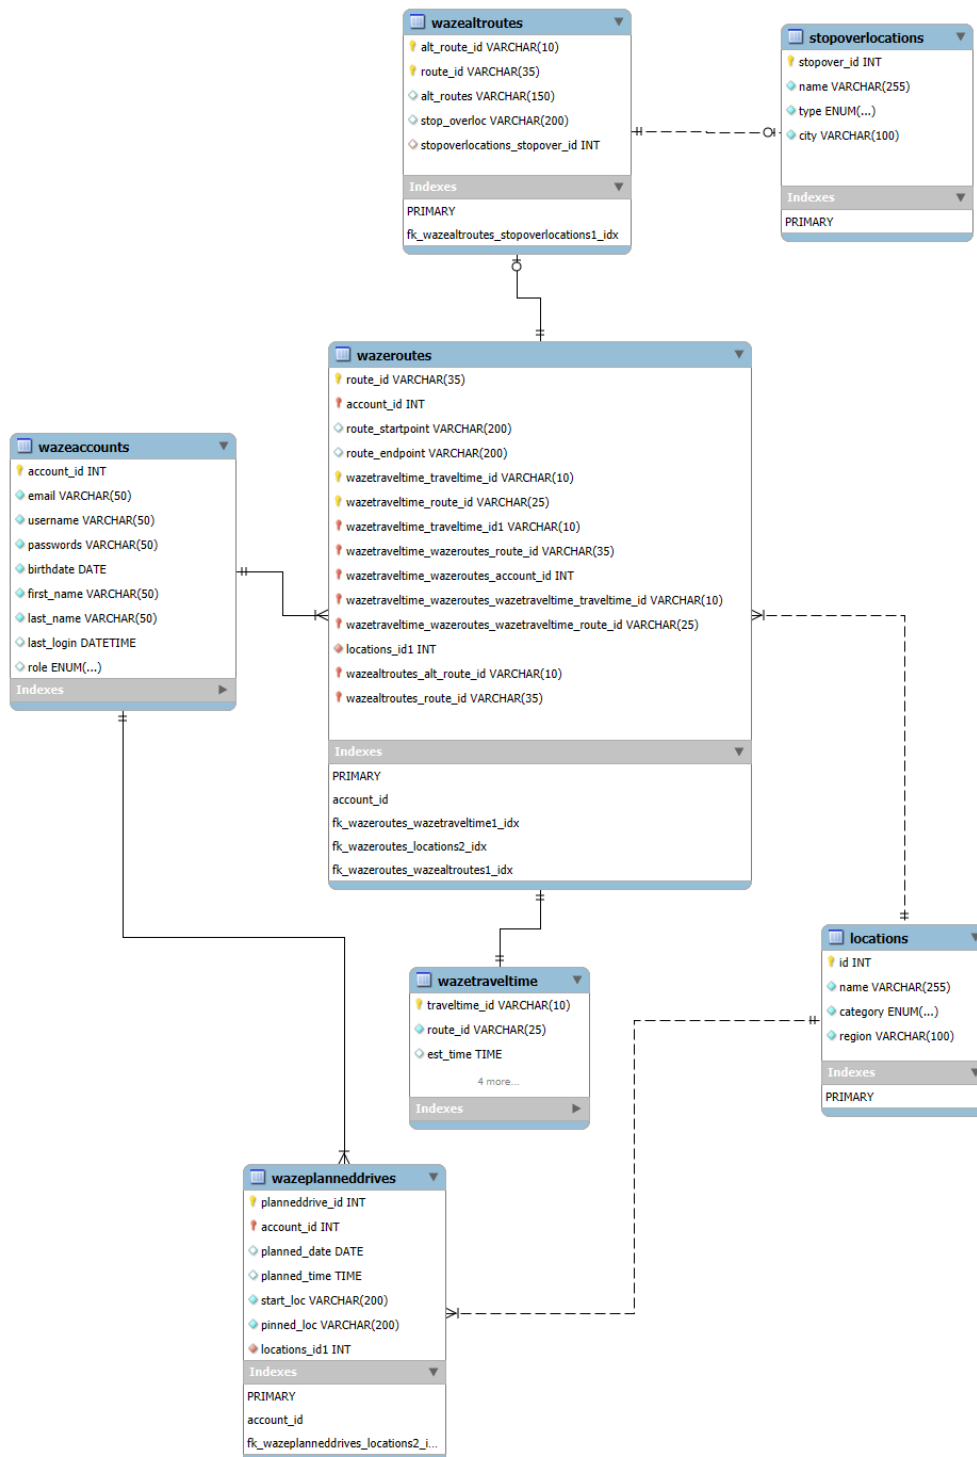 wazealtroutes
alt_route_id VARCHAR(10)
route_id VARCHAR(35)
alt_routes VARCHAR(150)
stop_overloc VARCHAR(200)
stopoverlocations_stopover_id INT
Indexes
PRIMARY
fk_wazealtroutes_stopoverlocations1_idx
stopoverlocations
stopover_id INT
name VARCHAR(255)
type ENUM(...)
city VARCHAR(100)
Indexes
PRIMARY
wazeroutes
route_id VARCHAR(35)
account_id INT
route_startpoint VARCHAR(200)
route_endpoint VARCHAR(200)
wazetraveltime_traveltime_id VARCHAR(10)
wazetraveltime_route_id VARCHAR(25)
wazetraveltime_traveltime_id1 VARCHAR(10)
wazetraveltime_wazeroutes_route_id VARCHAR(35)
wazetraveltime_wazeroutes_account_id INT
wazetraveltime_wazeroutes_wazetraveltime_traveltime_id VARCHAR(10)
wazetraveltime_wazeroutes_wazetraveltime_route_id VARCHAR(25)
locations_id1 INT
wazealtroutes_alt_route_id VARCHAR(10)
wazealtroutes_route_id VARCHAR(35)
Indexes
PRIMARY
account_id
fk_wazeroutes_wazetraveltime1_idx
fk_wazeroutes_locations2_idx
fk_wazeroutes_wazealtroutes1_idx
wazeaccounts
account_id INT
email VARCHAR(50)
username VARCHAR(50)
passwords VARCHAR(50)
birthdate DATE
first_name VARCHAR(50)
last_name VARCHAR(50)
last_login DATETIME
role ENUM(...)
Indexes
wazetraveltime
traveltime_id VARCHAR(10)
route_id VARCHAR(25)
est_time TIME
4 more...
Indexes
locations
id INT
name VARCHAR(255)
category ENUM(...)
region VARCHAR(100)
Indexes
PRIMARY
wazeplanneddrives
planneddrive_id INT
account_id INT
planned_date DATE
planned_time TIME
start_loc VARCHAR(200)
pinned_loc VARCHAR(200)
locations_id1 INT
Indexes
PRIMARY
account_id
fk_wazeplanneddrives_locations2_i...